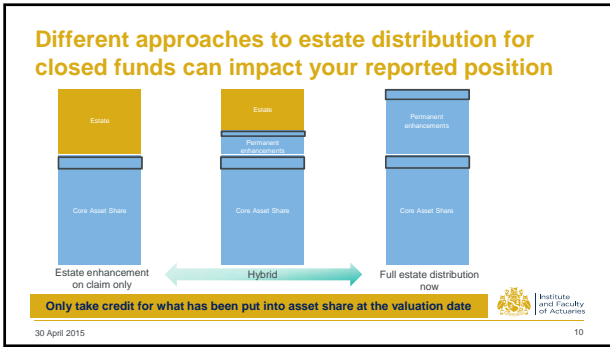 Different approaches to estate distribution for
closed funds can impact your reported position
Estate
Core Asset Share
Estate
Permanent
enhancements
Core Asset Share
Permanent
enhancements
Core Asset Share
Estate enhancement
on claim only
Hybrid
Full estate distribution
now
Only take credit for what has been put into asset share at the valuation date
Institute
and Faculty
of Actuaries
30 April 2015
10